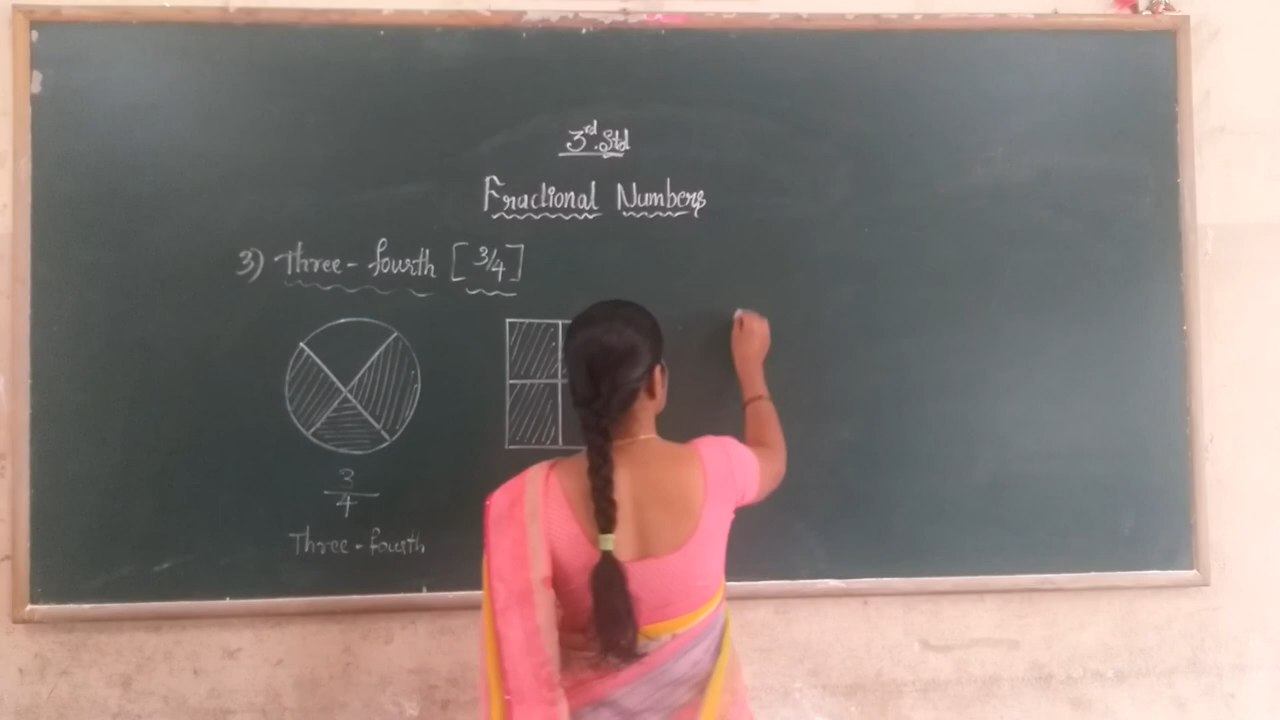 3rd. Std
Fractional Numbers
3) Three - fourth [3/4]
3
4
Three - fourth